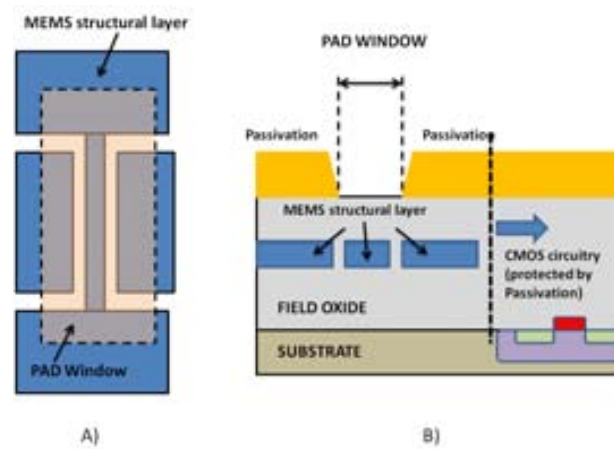 MEMS structural layer
PAD Window
A)
PAD WINDOW
Passivation
Passivation
MEMS structural layer
CMOS circuitry
(protected by
Passivation)
FIELD OXIDE
SUBSTRATE
B)